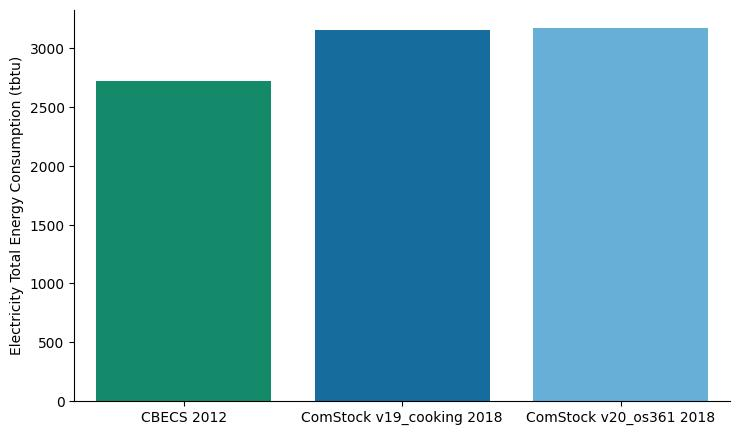 Electricity Total Energy Consumption (tbtu)
3000
2500
2000
1500
1000
500
0
CBECS 2012
ComStock v19_cooking 2018
ComStock v20_os361 2018